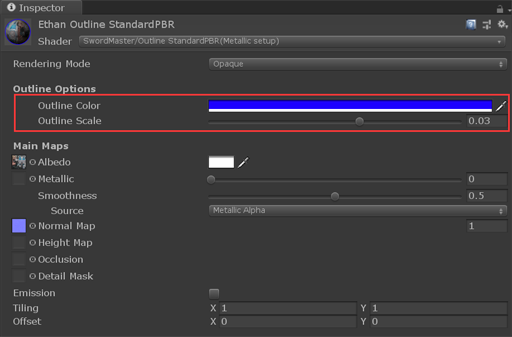 Inspector
Ethan Outline StandardPBR
Shader SwordMaster/Outline StandardPBR(Metallic setup)
Rendering Mode Opaque
Outline Options
Outline Color
Outline Scale 0.03
Main Maps
Albedo
Metallic 0
Smoothness 0.5
Source Metallic Alpha
Normal Map 1
Height Map
Occlusion
Detail Mask
Emission
Tiling X 1 Y 1
Offset X 0 Y 0